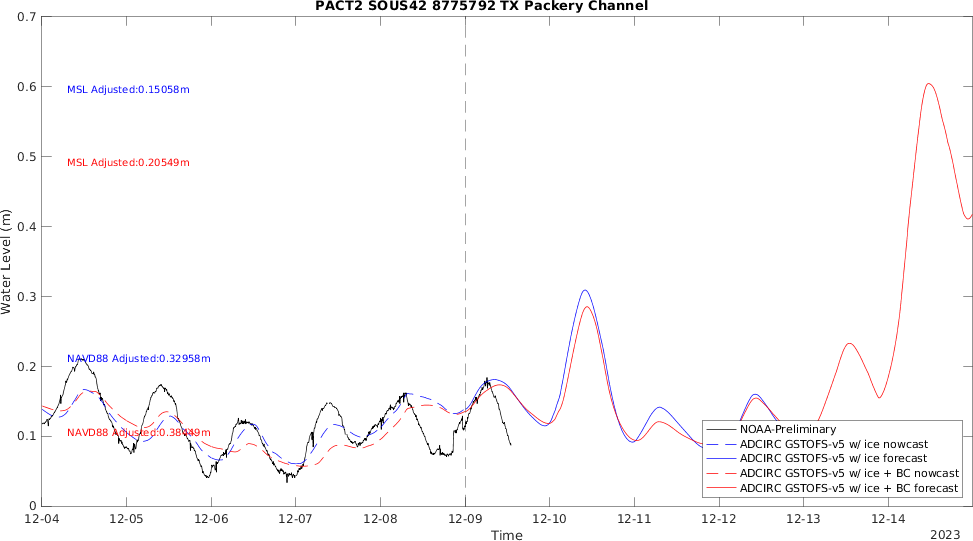 PACT2 SOUS42 8775792 TX Packery Channel
0.7
0.6
0.5
0.4
0.3
0.2
0.1
0
Water Level (m)
MSL Adjusted:0.15058m
MSL Adjusted:0.20549m
NAVD88 Adjusted:0.32958m
NAVD88 Adjusted:0.38449m
NOAA-Preliminary
ADCIRC GSTOFS-v5 w/ ice nowcast
ADCIRC GSTOFS-v5 w/ ice forecast
ADCIRC GSTOFS-v5 w/ ice + BC nowcast
ADCIRC GSTOFS-v5 w/ ice + BC forecast
12-04 12-05 12-06 12-07 12-08 12-09 12-10 12-11 12-12 12-13 12-14
Time
2023